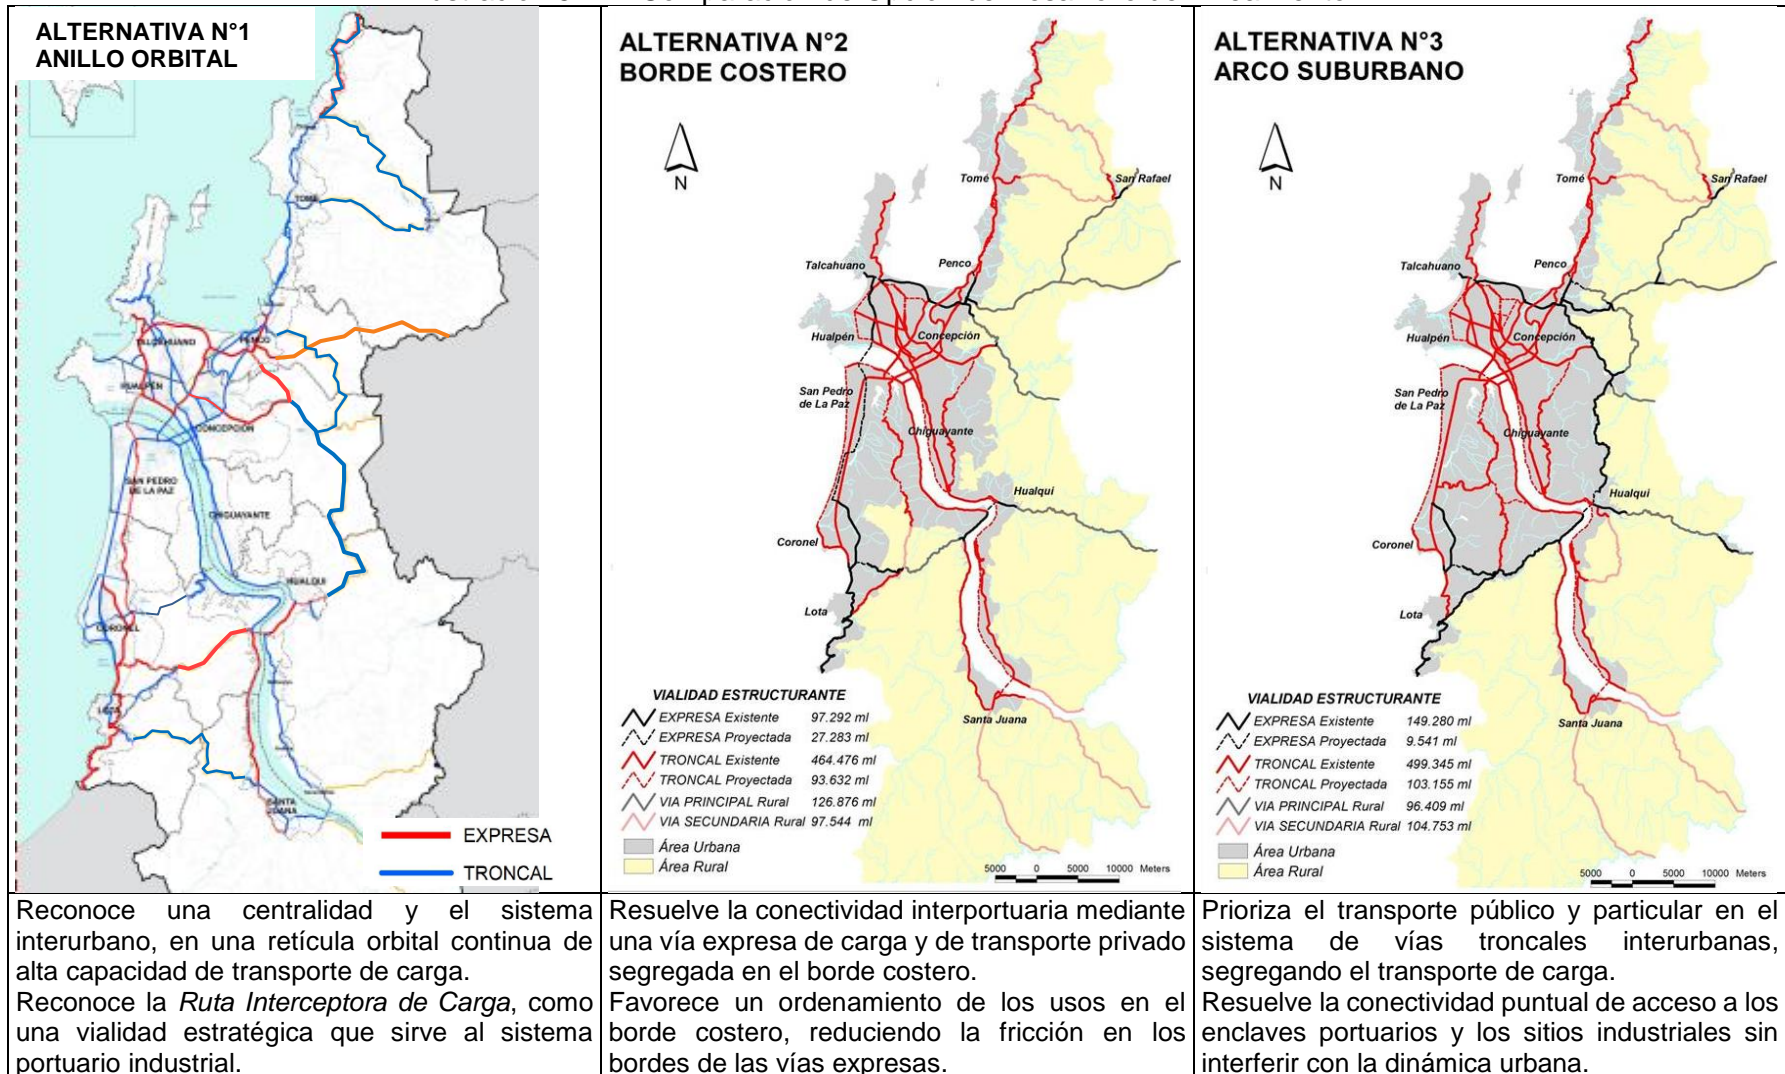 ALTERNATIVA N°1
ANILLO ORBITAL
TOMÉ
PENCO
TALCAHUANO
HUALPÉN
CONCEPCIÓN
SAN PEDRO
DE LA PAZ
CHIGUAYANTE
HUALQUI
CORONEL
LOTA
SANTA
JUANA
EXPRESA
TRONCAL
ALTERNATIVA N°2
BORDE COSTERO
N
Tomé
San Rafael
Talcahuano
Penco
Hualpén
Concepción
San Pedro
de La Paz
Chiguayante
Hualqui
Coronel
Lota
Santa Juana
VIALIDAD ESTRUCTURANTE
EXPRESA Existente 97.292 ml
EXPRESA Proyectada 27.283 ml
TRONCAL Existente 464.476 ml
TRONCAL Proyectada 93.632 ml
VIA PRINCIPAL Rural 126.876 ml
VIA SECUNDARIA Rural 97.544 ml
Área Urbana
Área Rural
5000 0 5000 10000 Meters
ALTERNATIVA N°3
ARCO SUBURBANO
N
Tomé
San Rafael
Talcahuano
Penco
Hualpén
Concepción
San Pedro
de La Paz
Chiguayante
Hualqui
Coronel
Lota
Santa Juana
VIALIDAD ESTRUCTURANTE
EXPRESA Existente 149.280 ml
EXPRESA Proyectada 9.541 ml
TRONCAL Existente 499.345 ml
TRONCAL Proyectada 103.155 ml
VIA PRINCIPAL Rural 96.409 ml
VIA SECUNDARIA Rural 104.753 ml
Área Urbana
Área Rural
5000 0 5000 10000 Meters
Reconoce una centralidad y el sistema
interurbano, en una retícula orbital continua de
alta capacidad de transporte de carga.
Reconoce la Ruta Interceptora de Carga, como
una vialidad estratégica que sirve al sistema
portuario industrial.
Resuelve la conectividad interportuaria mediante
una vía expresa de carga y de transporte privado
segregada en el borde costero.
Favorece un ordenamiento de los usos en el
borde costero, reduciendo la fricción en los
bordes de las vías expresas.
Prioriza el transporte público y particular en el
sistema de vías troncales interurbanas,
segregando el transporte de carga.
Resuelve la conectividad puntual de acceso a los
enclaves portuarios y los sitios industriales sin
interferir con la dinámica urbana.